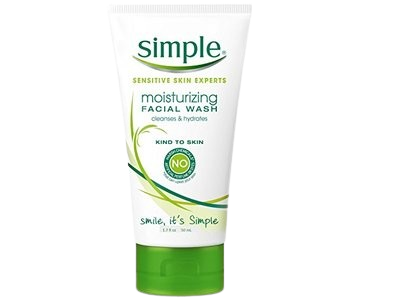 simple®
SENSITIVE SKIN EXPERTS
moisturizing
FACIAL WASH
cleanses & hydrates
KIND TO SKIN
NO
smile, it's Simple